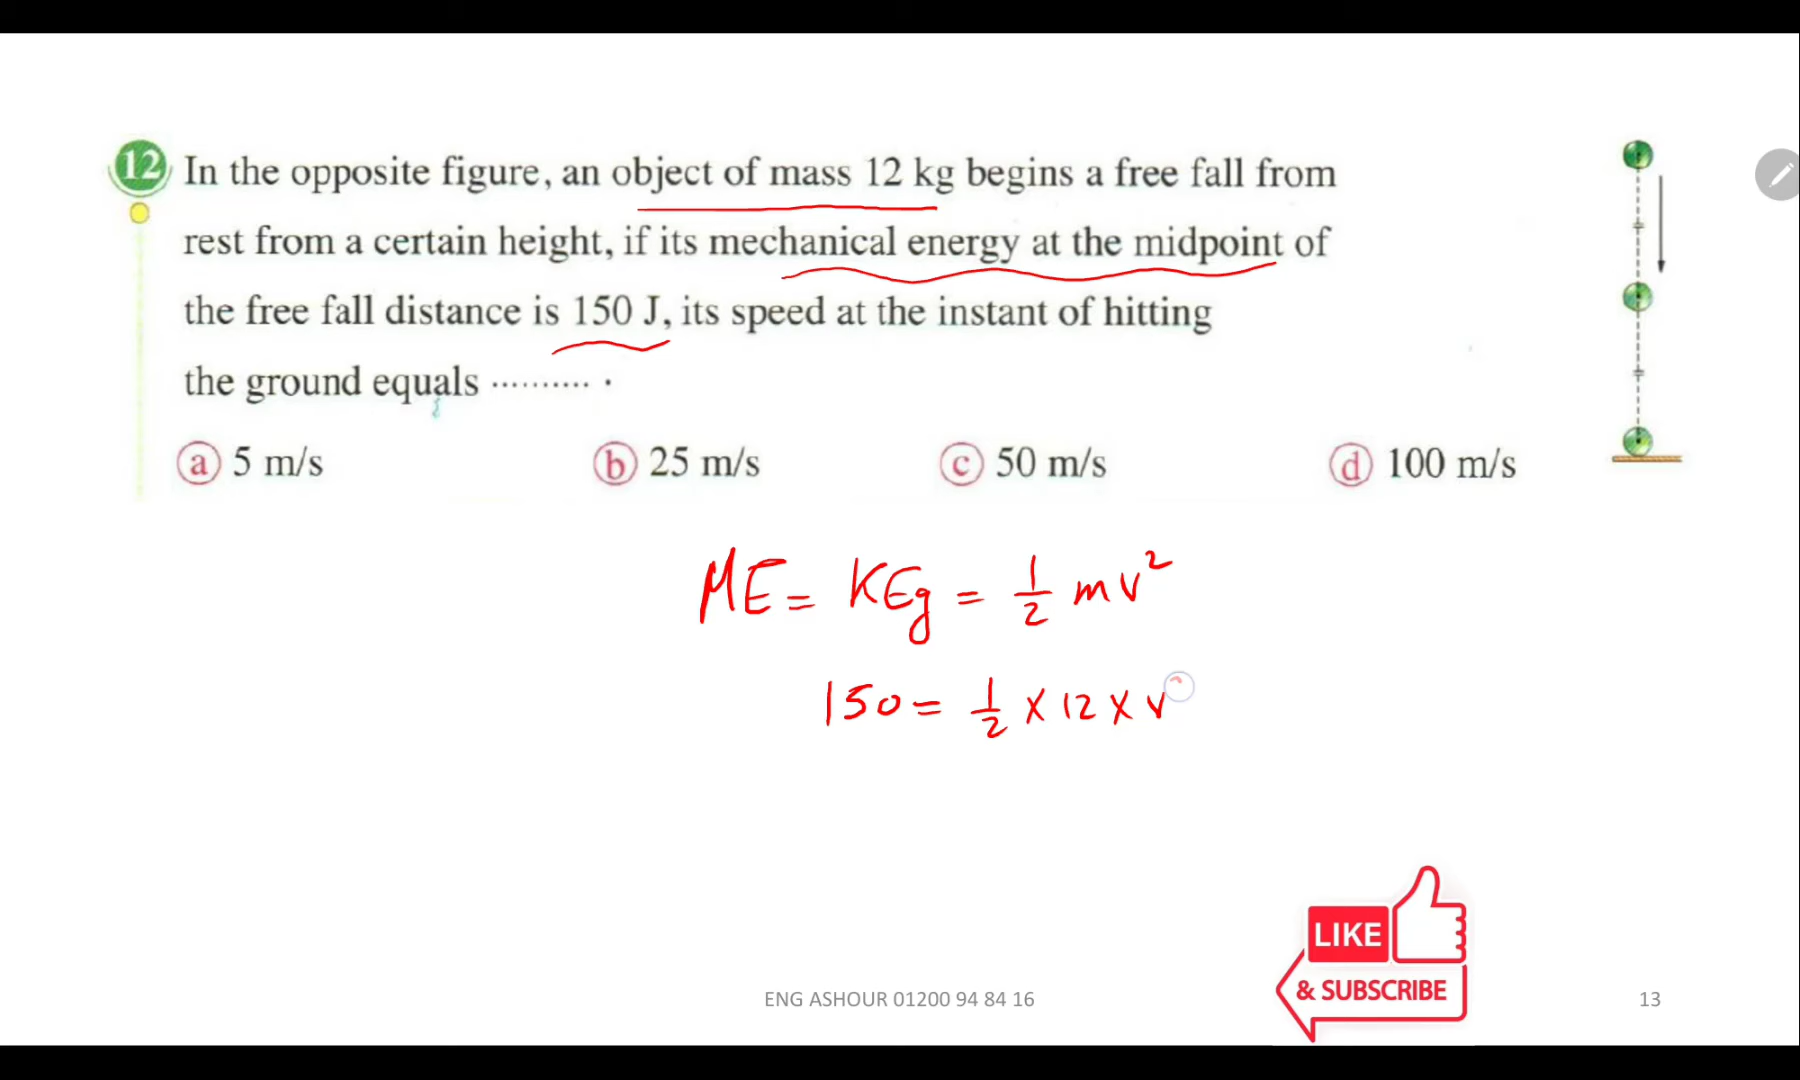 12 In the opposite figure, an object of mass 12 kg begins a free fall from
rest from a certain height, if its mechanical energy at the midpoint of
the free fall distance is 150 J, its speed at the instant of hitting
the ground equals .......... .
a 5 m/s b 25 m/s c 50 m/s d 100 m/s
ME = KEg = 1/2 mv²
150 = 1/2 × 12 × v
LIKE
& SUBSCRIBE
ENG ASHOUR 01200 94 84 16
13